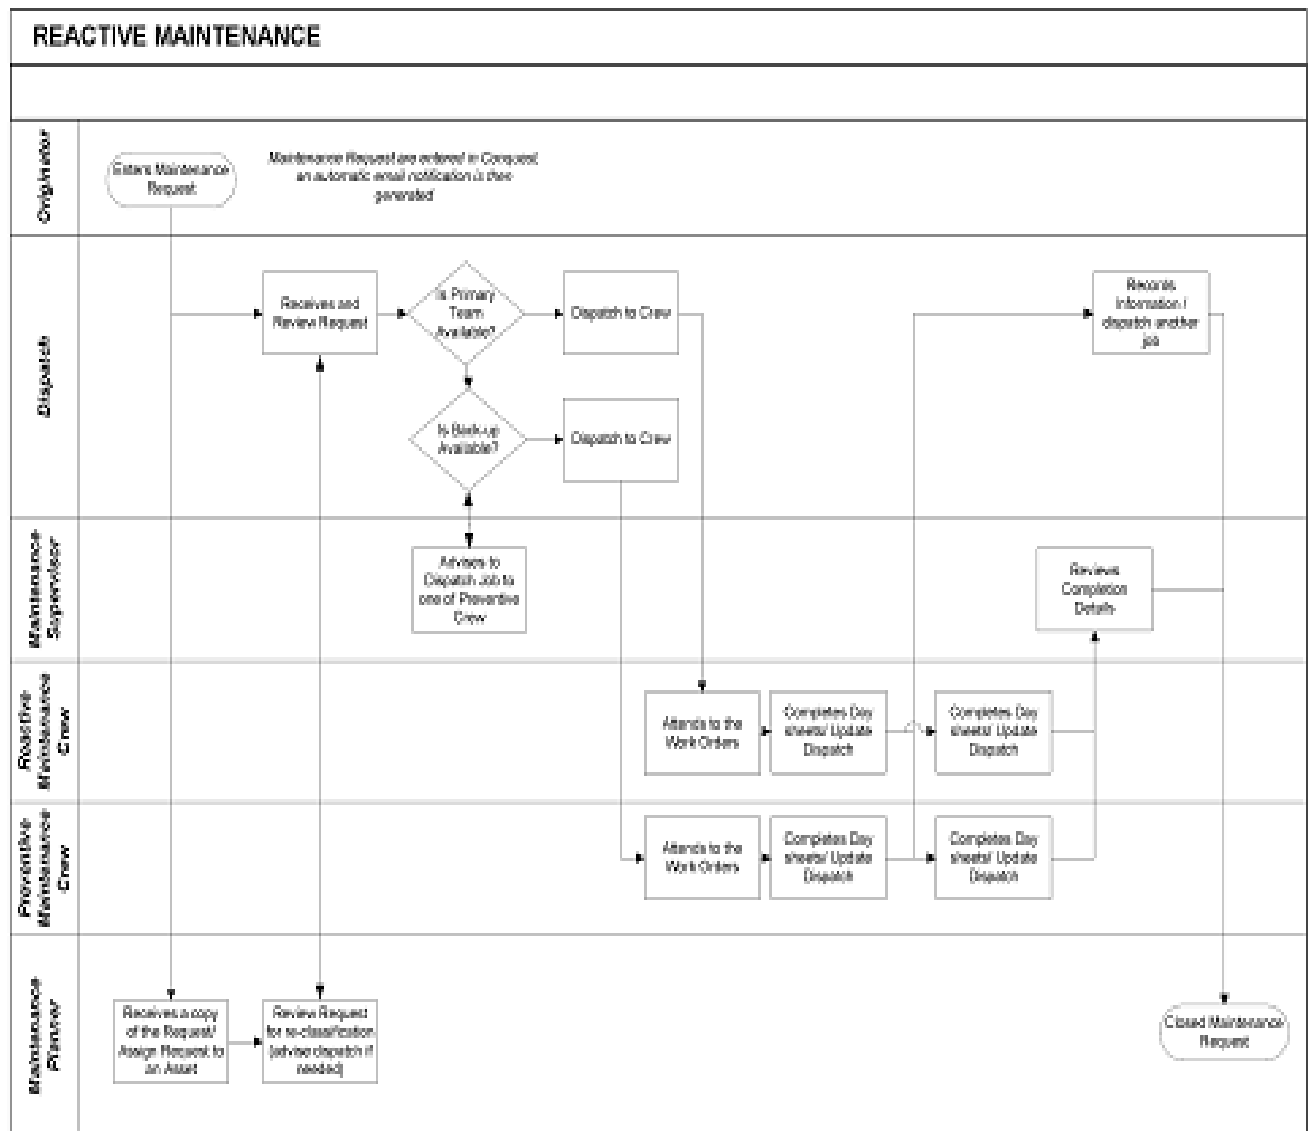 REACTIVE MAINTENANCE
Originator
Enters Maintenance
Request
Maintenance Request are entered in Conquest,
an automatic email notification is then
generated
Dispatch
Receives and
Review Request
Is Primary
Team
Available?
Dispatch to Crew
Records
Information /
dispatch another
job
Is Back-up
Available?
Dispatch to Crew
Maintenance
Supervisor
Advises to
Dispatch Job to
one of Preventive
Crew
Reviews
Completion
Details
Reactive
Maintenance
Crew
Attends to the
Work Orders
Completes Day
sheets/ Update
Dispatch
Completes Day
sheets/ Update
Dispatch
Preventive
Maintenance
Crew
Attends to the
Work Orders
Completes Day
sheets/ Update
Dispatch
Completes Day
sheets/ Update
Dispatch
Maintenance
Planner
Receives a copy
of the Request/
Assign Request to
an Asset
Review Request
for re-classification
(advise dispatch if
needed)
Closed Maintenance
Request